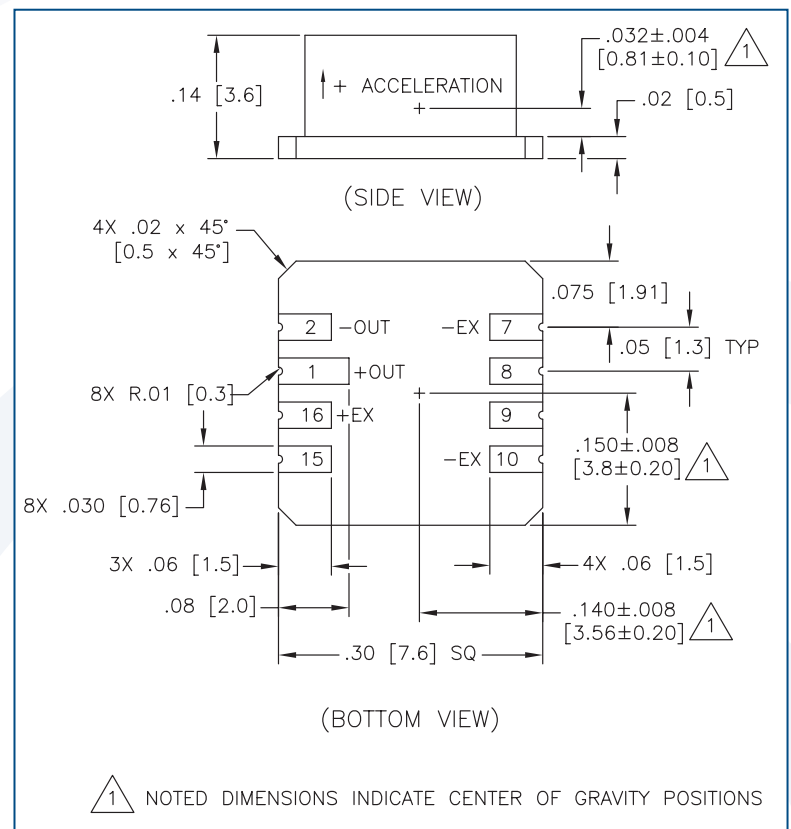 .032±.004
[0.81±0.10] 1
.14 [3.6]
+ ACCELERATION
+
.02 [0.5]
(SIDE VIEW)
4X .02 x 45°
[0.5 x 45°]
.075 [1.91]
2 -OUT
-EX 7
.05 [1.3] TYP
1 +OUT
8
8X R.01 [0.3]
16 +EX
9
.150±.008
[3.8±0.20] 1
15
-EX 10
8X .030 [0.76]
3X .06 [1.5]
4X .06 [1.5]
.08 [2.0]
.140±.008
[3.56±0.20] 1
.30 [7.6] SQ
(BOTTOM VIEW)
1 NOTED DIMENSIONS INDICATE CENTER OF GRAVITY POSITIONS